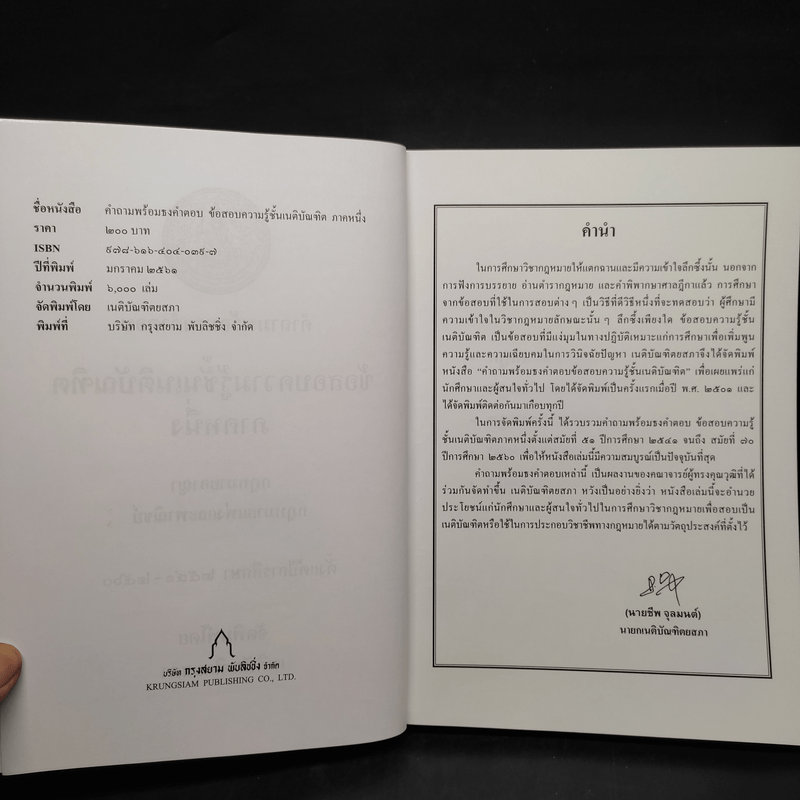 ชื่อหนังสือ คำถามพร้อมธงคำตอบ ข้อสอบความรู้ชั้นเนติบัณฑิต ภาคหนึ่ง
ราคา ๒๐๐ บาท
ISBN ๙๗๘-๖๑๖-๔๐๔-๐๓๙-๗
ปีที่พิมพ์ มกราคม ๒๕๖๑
จำนวนพิมพ์ ๖,๐๐๐ เล่ม
จัดพิมพ์โดย เนติบัณฑิตยสภา
พิมพ์ที่ บริษัท กรุงสยาม พับลิชชิ่ง จำกัด
บริษัท กรุงสยาม พับลิชชิ่ง จำกัด
KRUNGSIAM PUBLISHING CO., LTD.
คำนำ
ในการศึกษาวิชากฎหมายให้แตกฉานและมีความเข้าใจลึกซึ้งนั้น นอกจาก
การฟังการบรรยาย อ่านตำรากฎหมาย และคำพิพากษาศาลฎีกาแล้ว การศึกษา
จากข้อสอบที่ใช้ในการสอบต่าง ๆ เป็นวิธีที่ดีวิธีหนึ่งที่จะทดสอบว่า ผู้ศึกษามี
ความเข้าใจในวิชากฎหมายลักษณะนั้น ๆ ลึกซึ้งเพียงใด ข้อสอบความรู้ชั้น
เนติบัณฑิต เป็นข้อสอบที่มีแง่มุมในทางปฏิบัติเหมาะแก่การศึกษาเพื่อเพิ่มพูน
ความรู้และความเฉียบคมในการวินิจฉัยปัญหา เนติบัณฑิตยสภาจึงได้จัดพิมพ์
หนังสือ "คำถามพร้อมธงคำตอบข้อสอบความรู้ชั้นเนติบัณฑิต" เพื่อเผยแพร่แก่
นักศึกษาและผู้สนใจทั่วไป โดยได้จัดพิมพ์เป็นครั้งแรกเมื่อปี พ.ศ. ๒๕๐๑ และ
ได้จัดพิมพ์ติดต่อกันมาเกือบทุกปี
ในการจัดพิมพ์ครั้งนี้ ได้รวบรวมคำถามพร้อมธงคำตอบ ข้อสอบความรู้
ชั้นเนติบัณฑิตภาคหนึ่งตั้งแต่สมัยที่ ๕๑ ปีการศึกษา ๒๕๔๑ จนถึง สมัยที่ ๗๐
ปีการศึกษา ๒๕๖๐ เพื่อให้หนังสือเล่มนี้มีความสมบูรณ์เป็นปัจจุบันที่สุด
คำถามพร้อมธงคำตอบเหล่านี้ เป็นผลงานของคณาจารย์ผู้ทรงคุณวุฒิที่ได้
ร่วมกันจัดทำขึ้น เนติบัณฑิตยสภา หวังเป็นอย่างยิ่งว่า หนังสือเล่มนี้จะอำนวย
ประโยชน์แก่นักศึกษาและผู้สนใจทั่วไปในการศึกษาวิชากฎหมายเพื่อสอบเป็น
เนติบัณฑิตหรือใช้ในการประกอบวิชาชีพทางกฎหมายได้ตามวัตถุประสงค์ที่ตั้งไว้
(นายชีพ จุลมนต์)
นายกเนติบัณฑิตยสภา